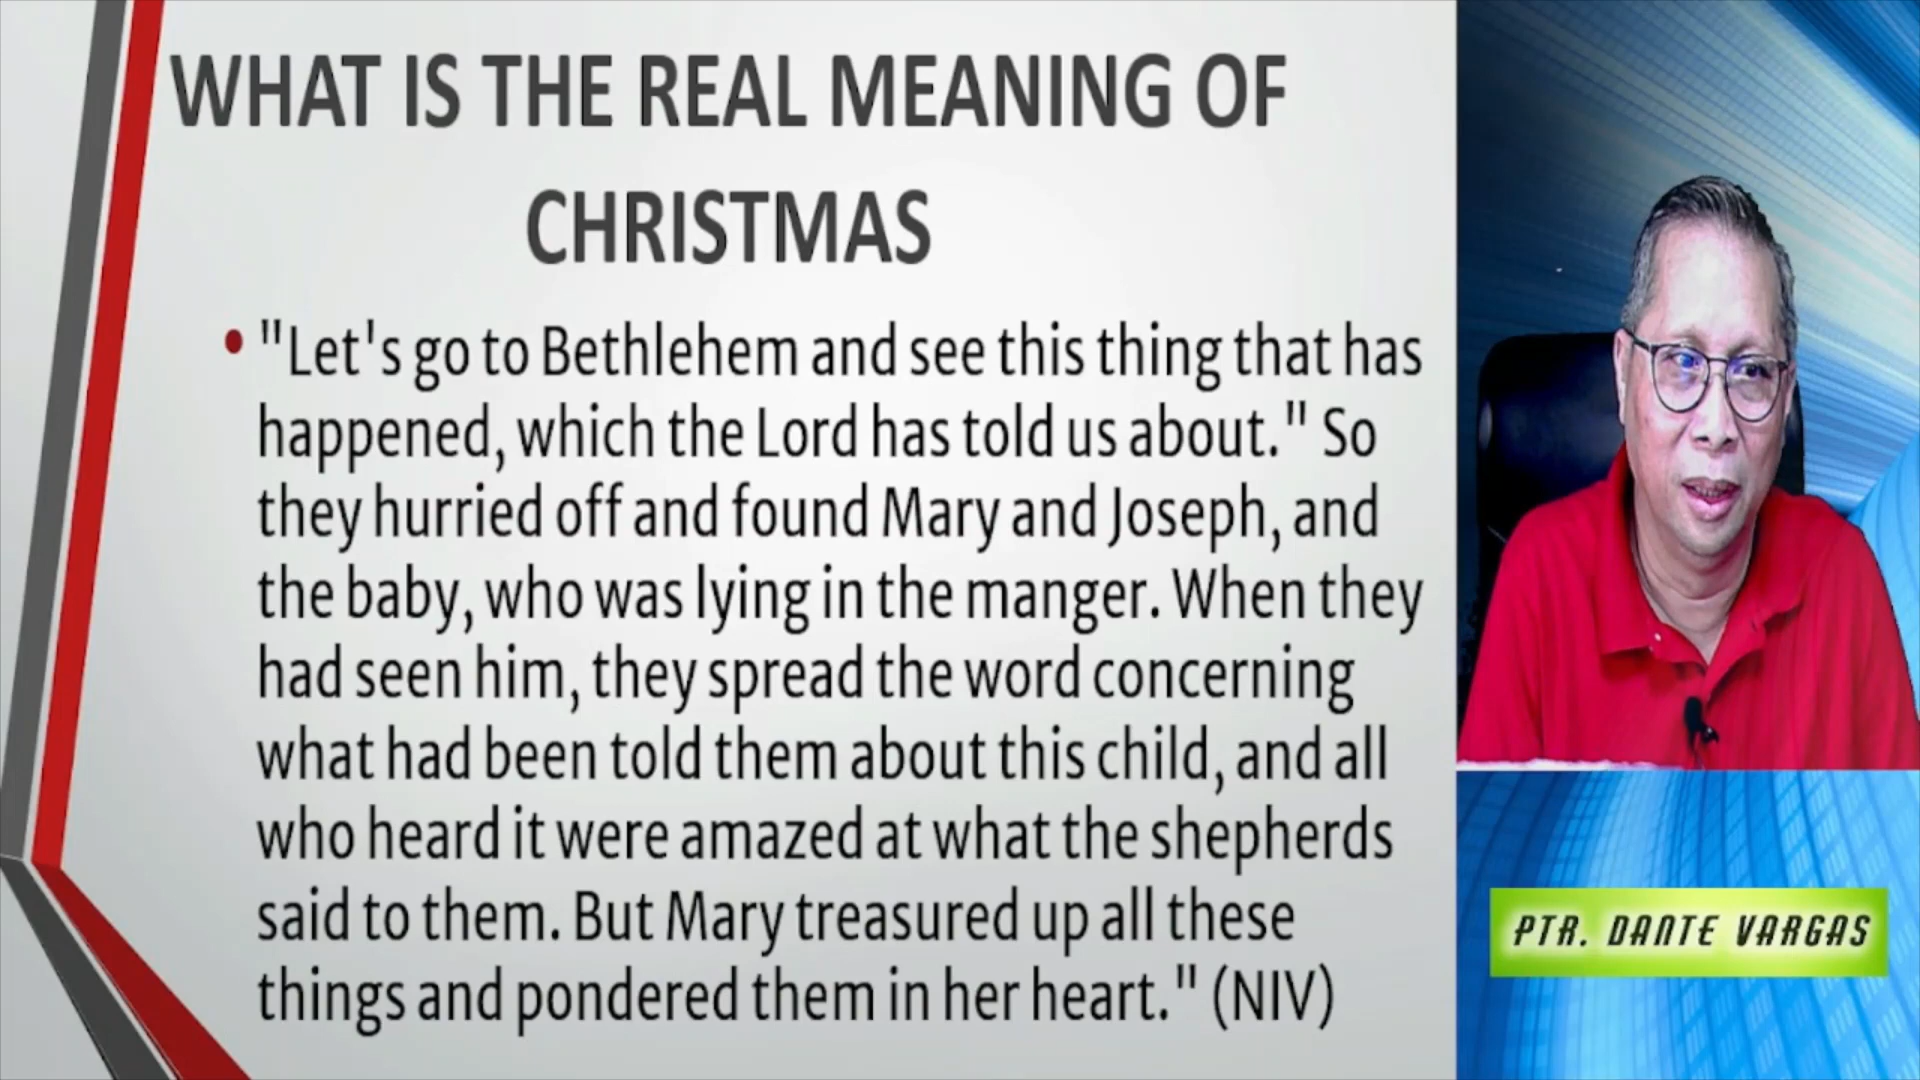 WHAT IS THE REAL MEANING OF
CHRISTMAS
• "Let's go to Bethlehem and see this thing that has
happened, which the Lord has told us about." So
they hurried off and found Mary and Joseph, and
the baby, who was lying in the manger. When they
had seen him, they spread the word concerning
what had been told them about this child, and all
who heard it were amazed at what the shepherds
said to them. But Mary treasured up all these
things and pondered them in her heart." (NIV)
PTR. DANTE VARGAS